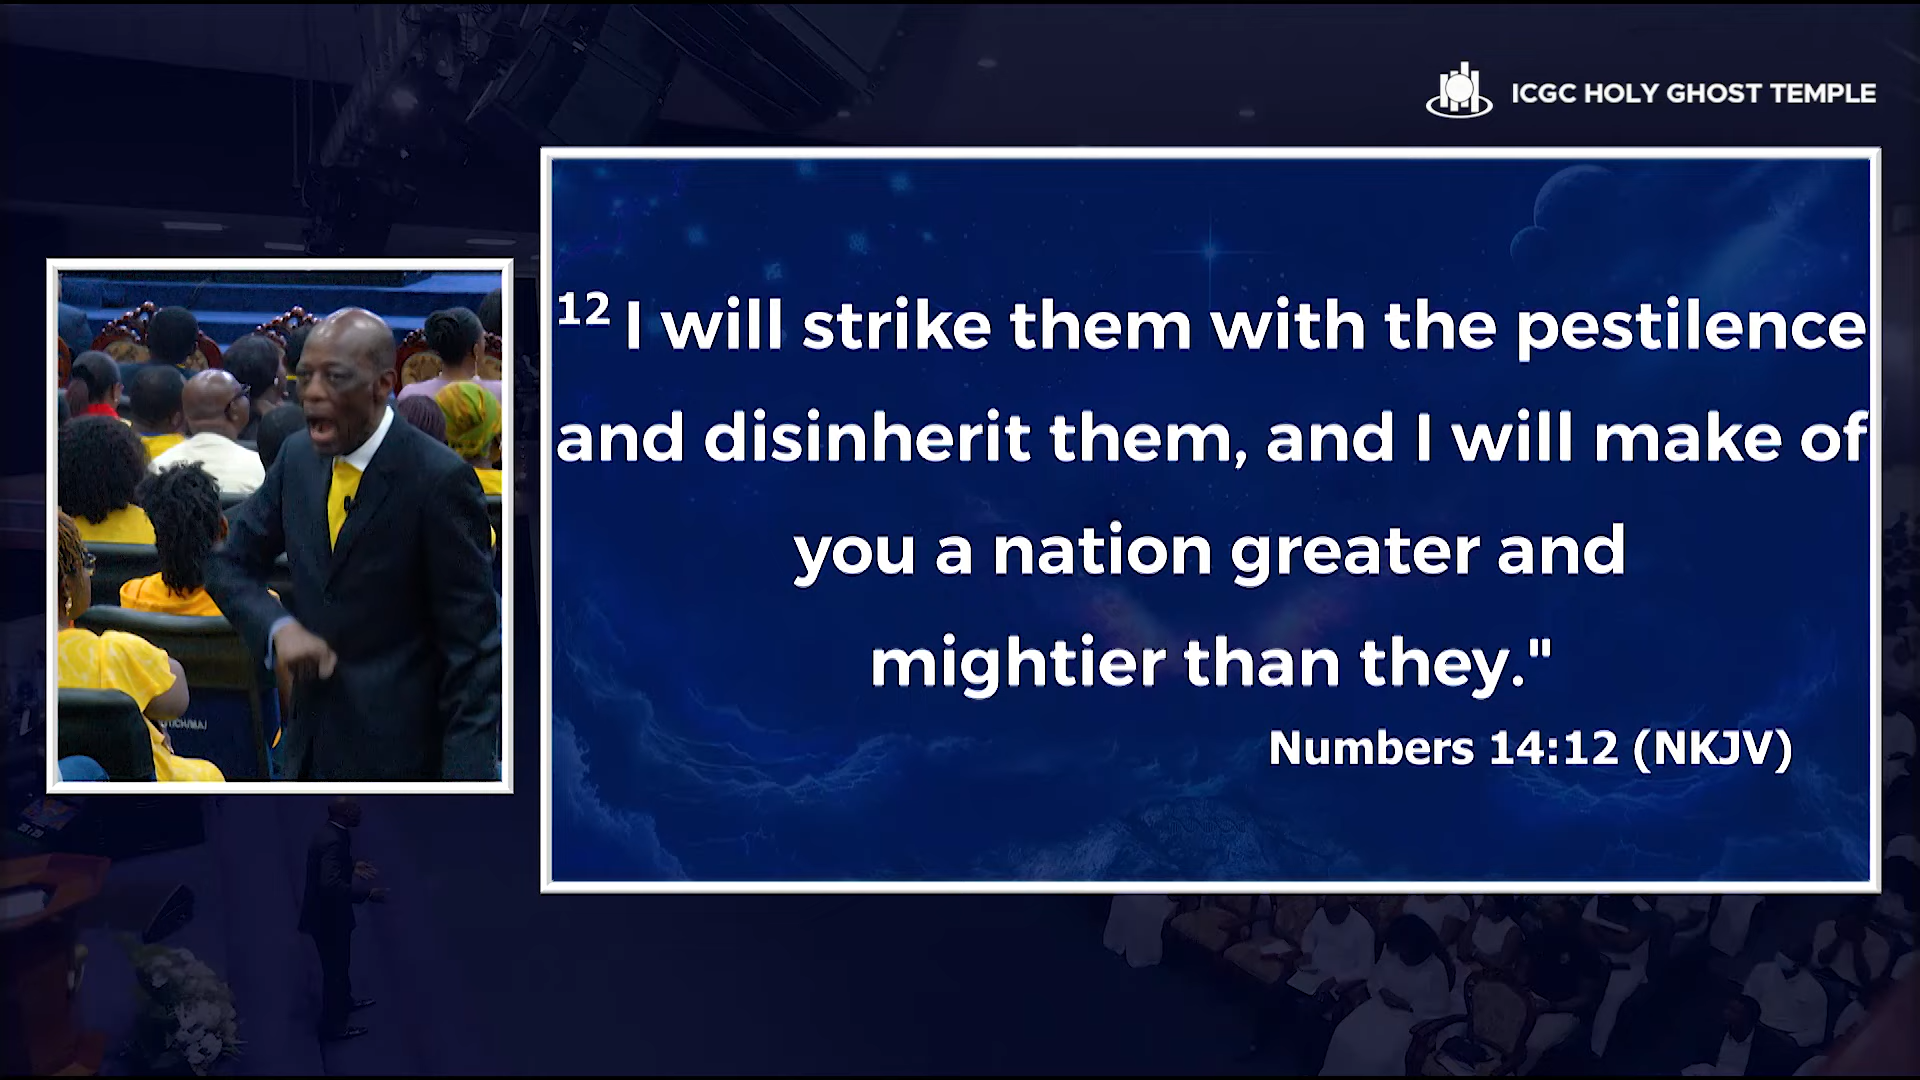 ICGC HOLY GHOST TEMPLE
12 I will strike them with the pestilence
and disinherit them, and I will make of
you a nation greater and
mightier than they."
Numbers 14:12 (NKJV)